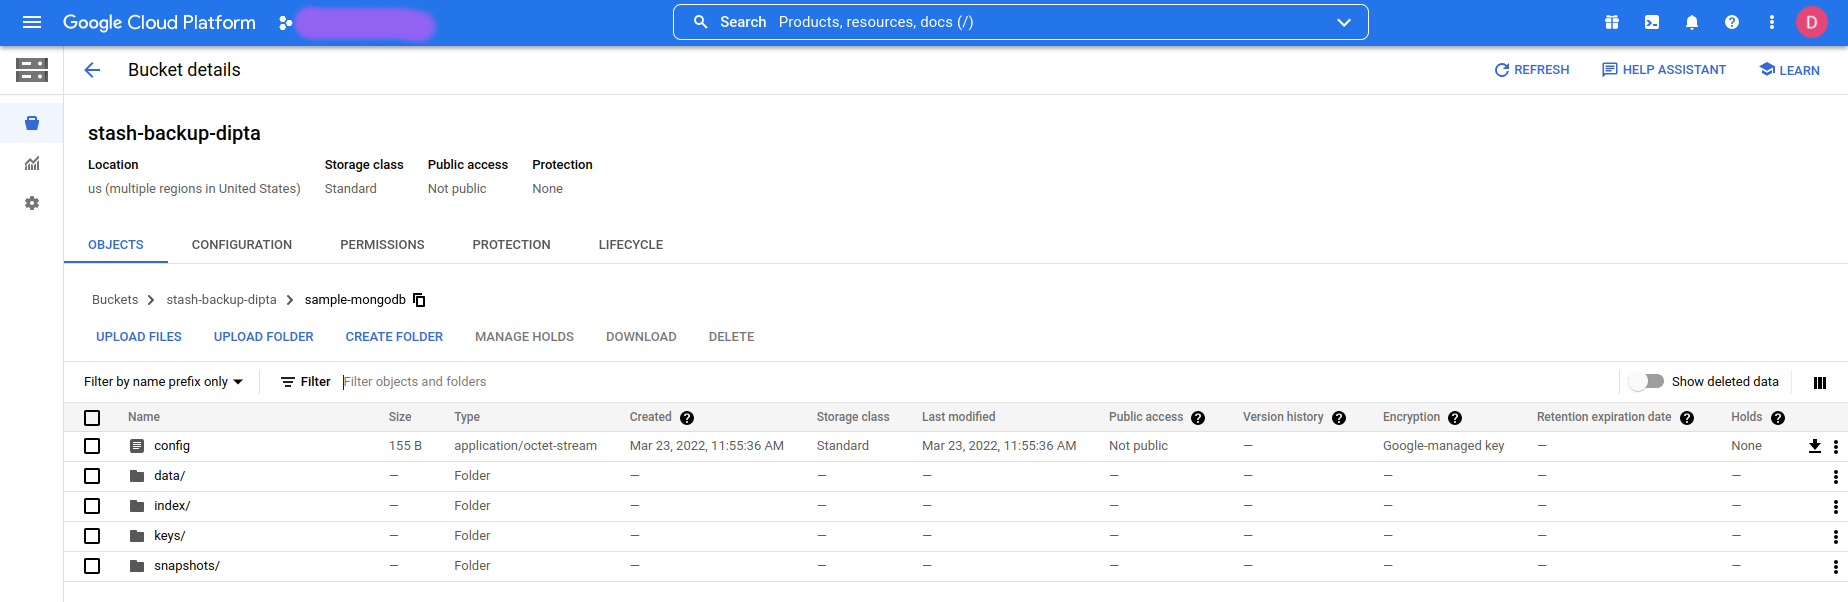 Google Cloud Platform
Search Products, resources, docs (/)
D
Bucket details
REFRESH HELP ASSISTANT LEARN
stash-backup-dipta
Location Storage class Public access Protection
us (multiple regions in United States) Standard Not public None
OBJECTS CONFIGURATION PERMISSIONS PROTECTION LIFECYCLE
Buckets > stash-backup-dipta > sample-mongodb
UPLOAD FILES UPLOAD FOLDER CREATE FOLDER MANAGE HOLDS DOWNLOAD DELETE
Filter by name prefix only Filter Filter objects and folders Show deleted data
Name Size Type Created Storage class Last modified Public access Version history Encryption Retention expiration date Holds
config 155 B application/octet-stream Mar 23, 2022, 11:55:36 AM Standard Mar 23, 2022, 11:55:36 AM Not public — Google-managed key — None
data/ — Folder — — — — — — — —
index/ — Folder — — — — — — — —
keys/ — Folder — — — — — — — —
snapshots/ — Folder — — — — — — — —